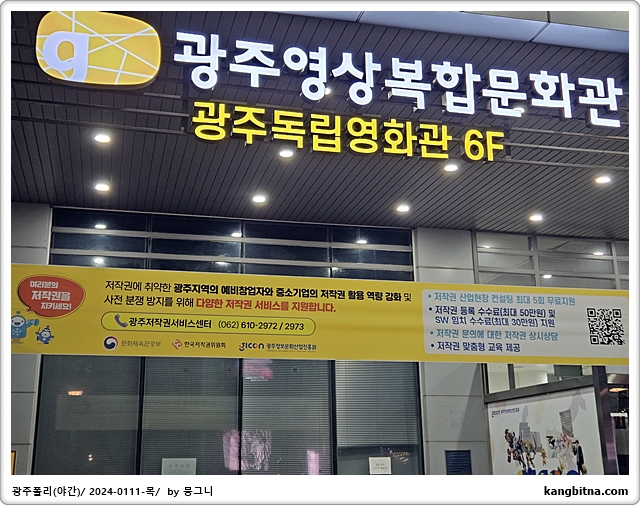 g
광주영상복합문화관
광주독립영화관 6F
여러분의
저작권을
지키세요!
저작권에 취약한 광주지역의 예비창업자와 중소기업의 저작권 활용 역량 강화 및
사전 분쟁 방지를 위해 다양한 저작권 서비스를 지원합니다.
광주저작권서비스센터 (062) 610-2972 / 2973
문화체육관광부 한국저작권위원회 GICON 광주정보문화산업진흥원
• 저작권 산업현장 컨설팅 최대 5회 무료지원
• 저작권 등록 수수료(최대 50만원) 및
SW 임치 수수료(최대 30만원) 지원
• 저작권 문의에 대한 저작권 상시상담
• 저작권 맞춤형 교육 제공
광주폴리(야간)/ 2024-0111-목/ by 뭉그니
kangbitna.com